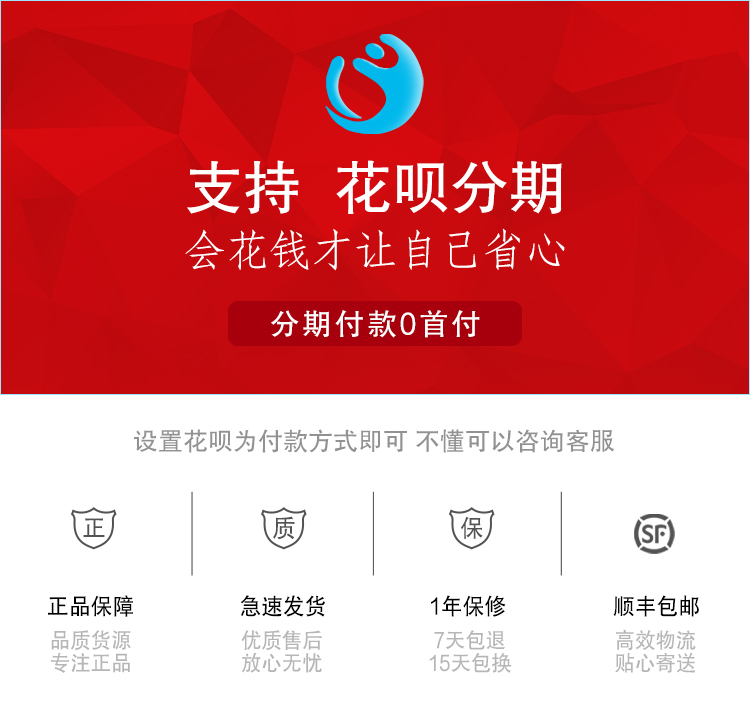 支持 花呗分期
会花钱才让自己省心
分期付款0首付
设置花呗为付款方式即可 不懂可以咨询客服
正
质
保
SF
正品保障
急速发货
1年保修
顺丰包邮
品质货源
专注正品
优质售后
放心无忧
7天包退
15天包换
高效物流
贴心寄送